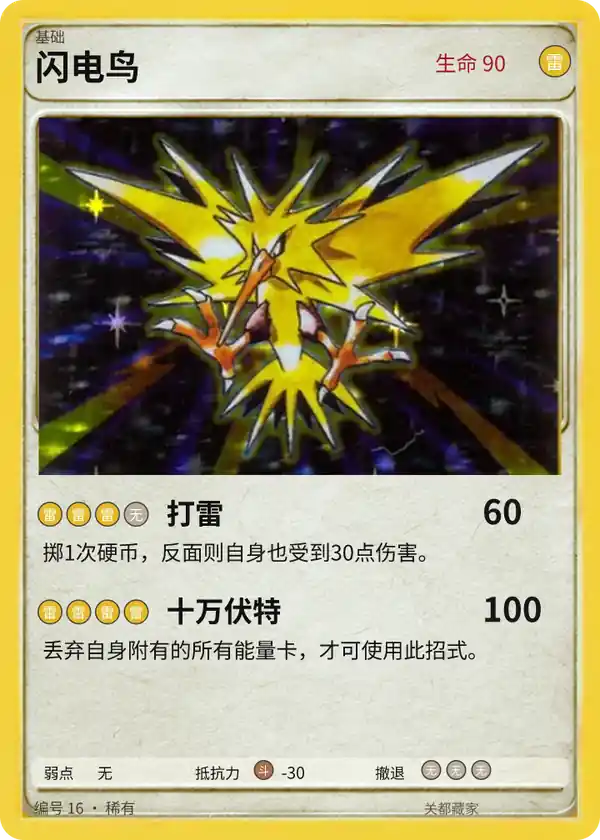 基础
闪电鸟 生命 90 雷
雷 雷 雷 无 打雷 60
掷1次硬币，反面则自身也受到30点伤害。
雷 雷 雷 雷 十万伏特 100
丢弃自身附有的所有能量卡，才可使用此招式。
弱点 无 抵抗力 斗 -30 撤退 无 无 无
编号 16 · 稀有 关都藏家